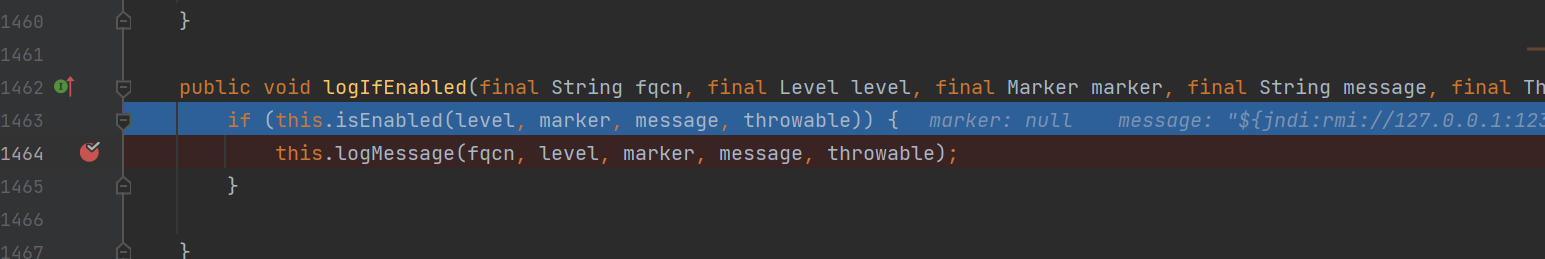 1460 }
1461
1462 public void logIfEnabled(final String fqcn, final Level level, final Marker marker, final String message, final Th
1463 if (this.isEnabled(level, marker, message, throwable)) { marker: null message: "${jndi:rmi://127.0.0.1:123
1464 this.logMessage(fqcn, level, marker, message, throwable);
1465 }
1466
1467 }